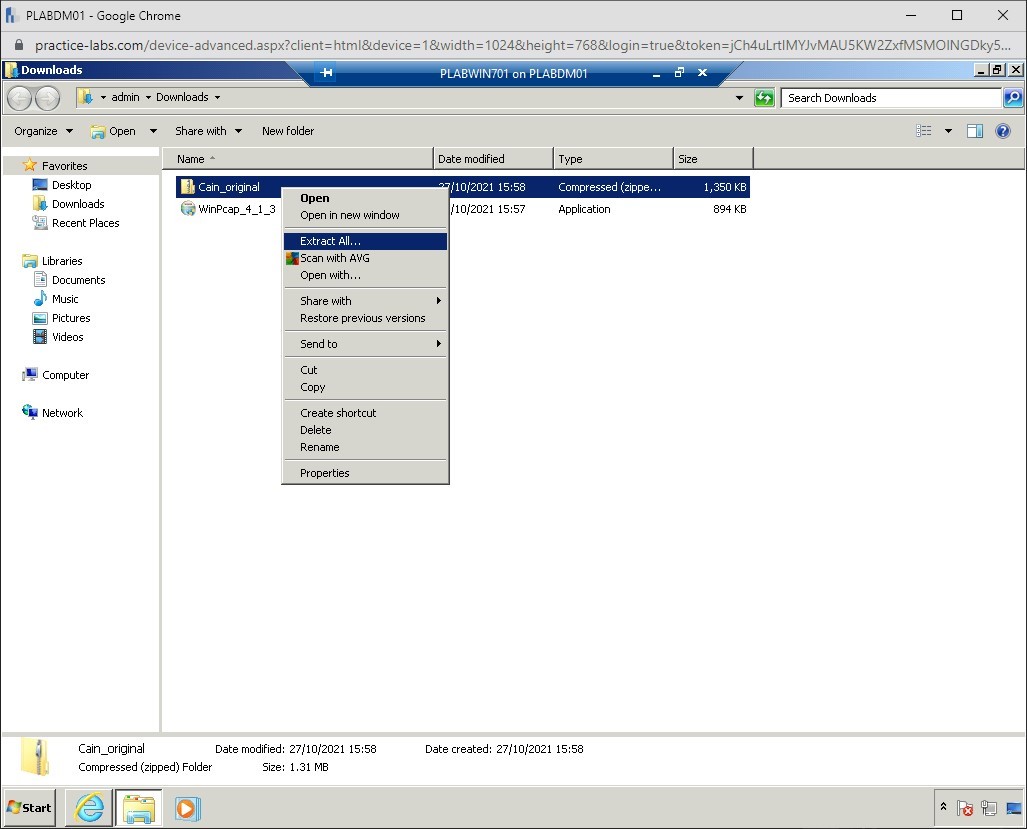 PLABDM01 - Google Chrome
practice-labs.com/device-advanced.aspx?client=html&device=1&width=1024&height=768&login=true&token=jCh4uLrtIMYJvMAU5KW2ZxfMSMOINGDky5...
Downloads
PLABWIN701 on PLABDM01
admin Downloads
Search Downloads
Organize Open Share with New folder
Favorites
Desktop
Downloads
Recent Places
Libraries
Documents
Music
Pictures
Videos
Computer
Network
Name Date modified Type Size
Cain_original 27/10/2021 15:58 Compressed (zippe... 1,350 KB
WinPcap_4_1_3 /10/2021 15:57 Application 894 KB
Open
Open in new window
Extract All...
Scan with AVG
Open with...
Share with
Restore previous versions
Send to
Cut
Copy
Create shortcut
Delete
Rename
Properties
Cain_original Date modified: 27/10/2021 15:58 Date created: 27/10/2021 15:58
Compressed (zipped) Folder Size: 1.31 MB
Start